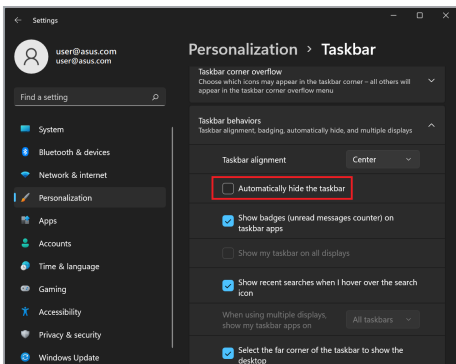 Settings
user@asus.com
user@asus.com
Find a setting
System
Bluetooth & devices
Network & internet
Personalization
Apps
Accounts
Time & language
Gaming
Accessibility
Privacy & security
Windows Update
Personalization > Taskbar
Taskbar corner overflow
Choose which icons may appear in the taskbar corner – all others will
appear in the taskbar corner overflow menu
Taskbar behaviors
Taskbar alignment, badging, automatically hide, and multiple displays
Taskbar alignment
Center
Automatically hide the taskbar
Show badges (unread messages counter) on
taskbar apps
Show my taskbar on all displays
Show recent searches when I hover over the search
icon
When using multiple displays,
show my taskbar apps on
All taskbars
Select the far corner of the taskbar to show the
desktop